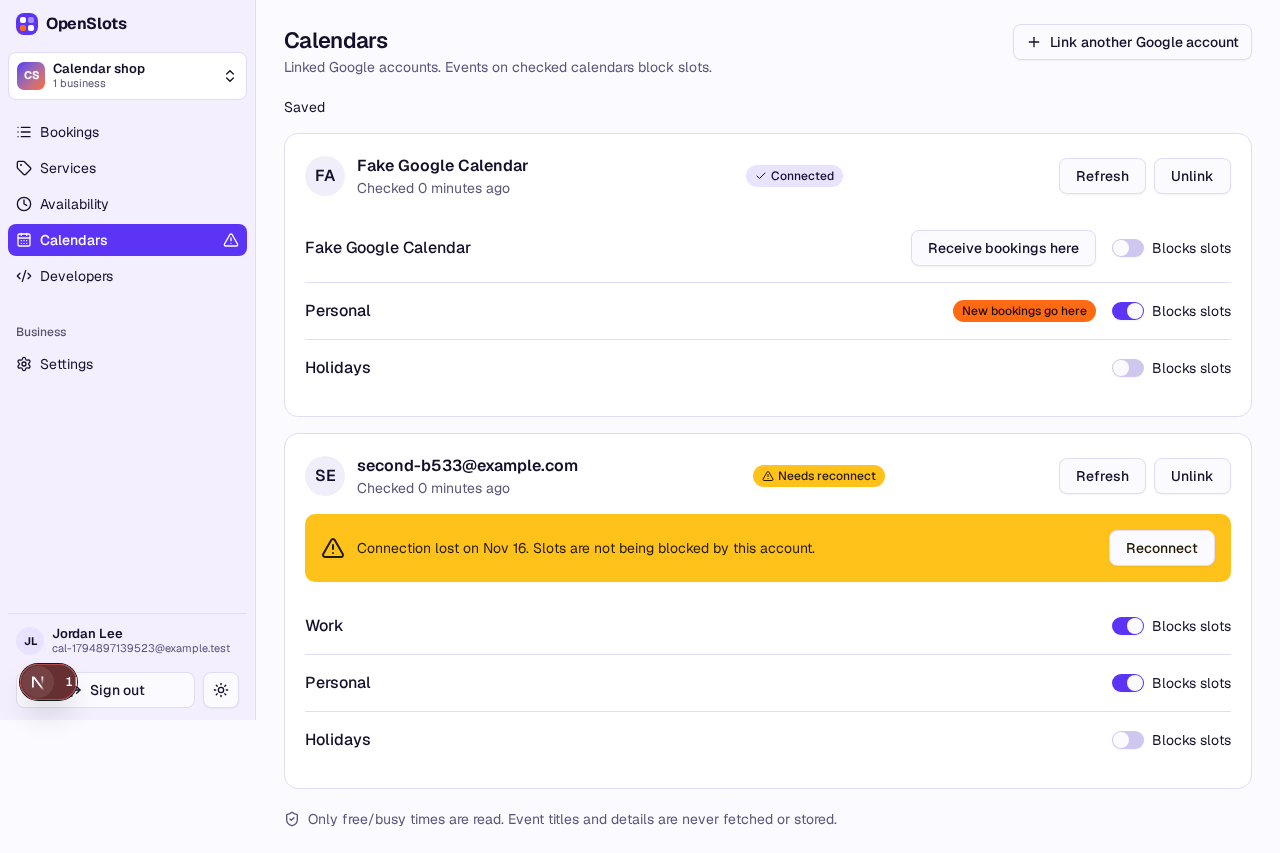 OpenSlots
CS
Calendar shop
1 business
Bookings
Services
Availability
Calendars
Developers
Business
Settings
JL
Jordan Lee
cal-1794897139523@example.test
N
1
Sign out
Calendars
Linked Google accounts. Events on checked calendars block slots.
Link another Google account
Saved
FA
Fake Google Calendar
Checked 0 minutes ago
Connected
Refresh
Unlink
Fake Google Calendar
Receive bookings here
Blocks slots
Personal
New bookings go here
Blocks slots
Holidays
Blocks slots
SE
second-b533@example.com
Checked 0 minutes ago
Needs reconnect
Refresh
Unlink
Connection lost on Nov 16. Slots are not being blocked by this account.
Reconnect
Work
Blocks slots
Personal
Blocks slots
Holidays
Blocks slots
Only free/busy times are read. Event titles and details are never fetched or stored.